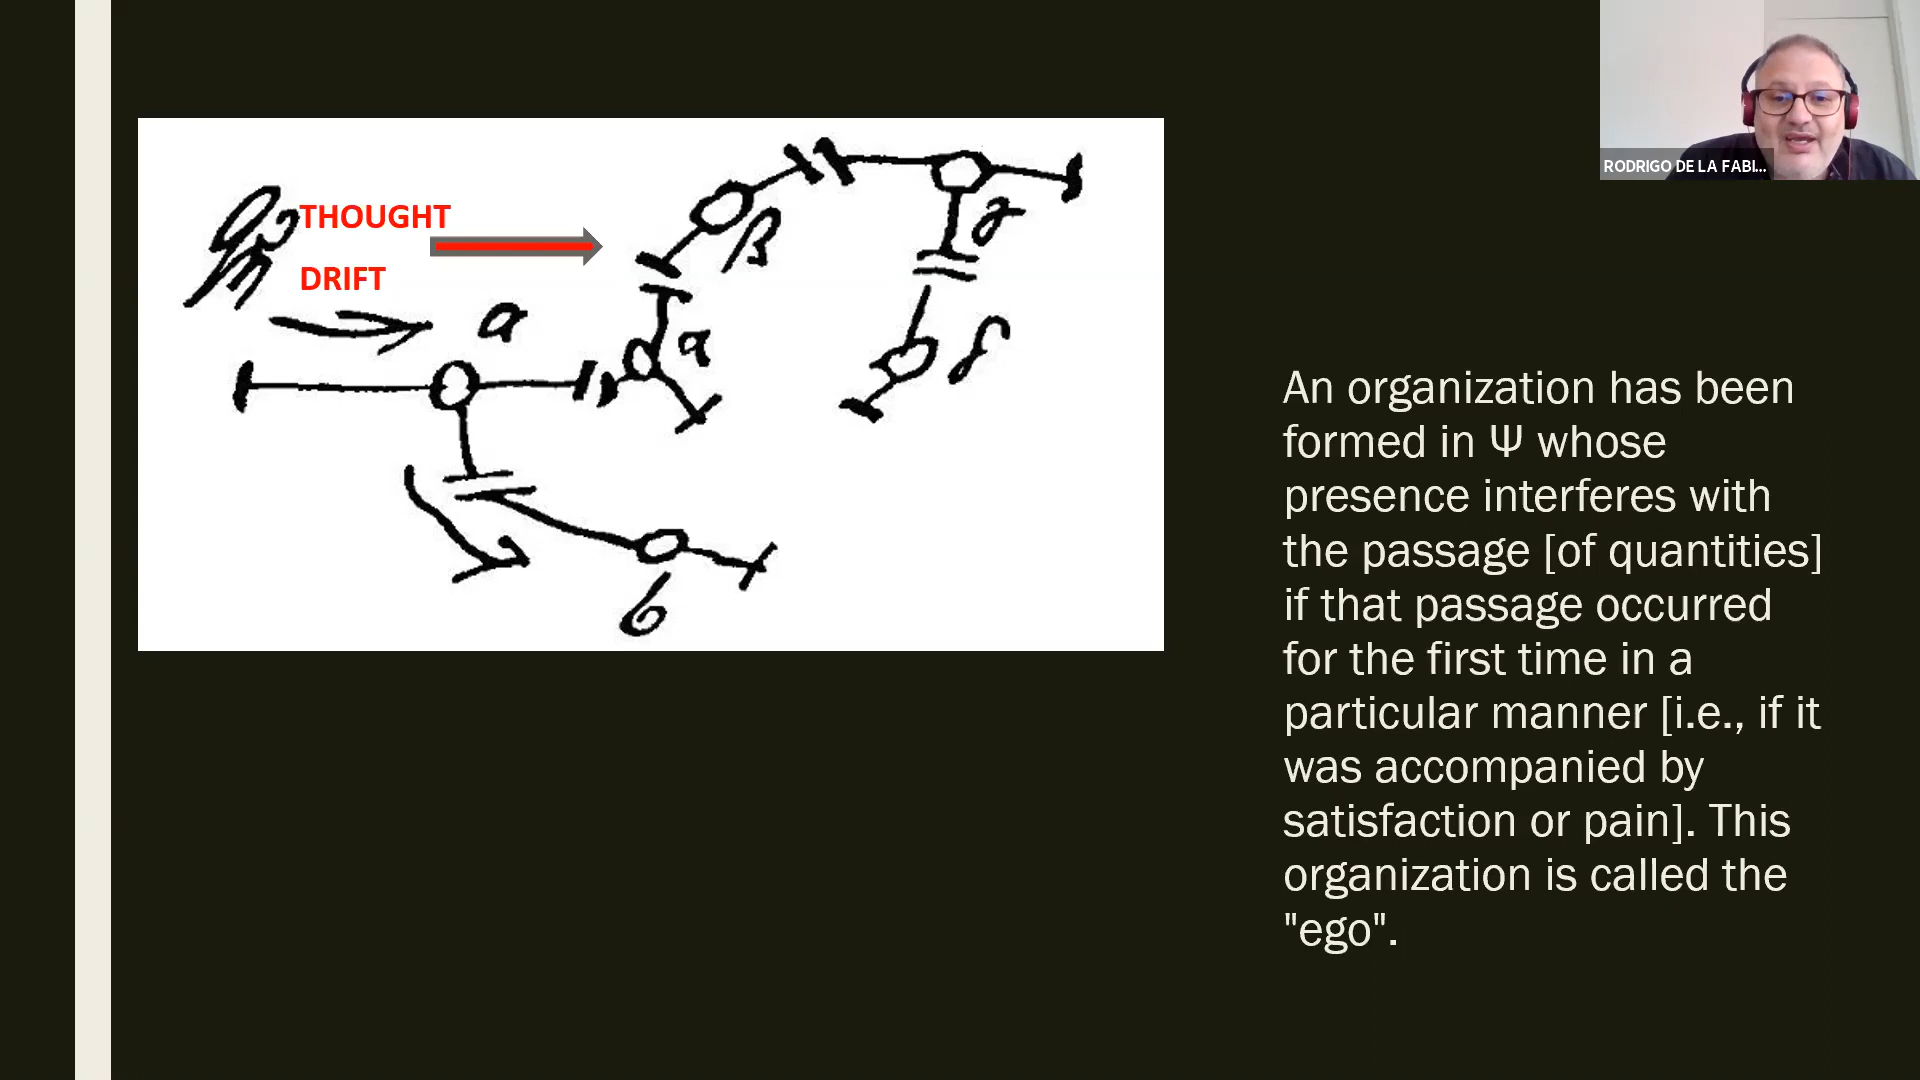 RODRIGO DE LA FABI...
THOUGHT
DRIFT
a
α
β
γ
δ
b
An organization has been
formed in Ψ whose
presence interferes with
the passage [of quantities]
if that passage occurred
for the first time in a
particular manner [i.e., if it
was accompanied by
satisfaction or pain]. This
organization is called the
"ego".